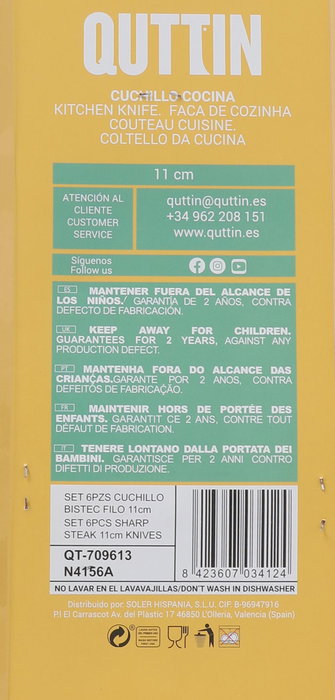 QUTTIN
CUCHILLO COCINA
KITCHEN KNIFE. FACA DE COZINHA
COUTEAU CUISINE.
COLTELLO DA CUCINA
11 cm
ATENCIÓN AL
CLIENTE
CUSTOMER
SERVICE
quttin@quttin.es
+34 962 208 151
www.quttin.es
Síguenos
Follow us
ES MANTENER FUERA DEL ALCANCE DE
LOS NIÑOS./ GARANTÍA DE 2 AÑOS, CONTRA
DEFECTO DE FABRICACIÓN.
UK KEEP AWAY FOR CHILDREN.
GUARANTEES FOR 2 YEARS, AGAINST ANY
PRODUCTION DEFECT.
PT MANTENHA FORA DO ALCANCE DAS
CRIANÇAS.GARANTE POR 2 ANOS, CONTRA
DEFEITOS DE FABRICAÇÃO.
FR MAINTENIR HORS DE PORTÉE DES
ENFANTS. GARANTIT CE 2 ANS, CONTRE TOUT
DÉFAUT DE FABRICATION.
IT TENERE LONTANO DALLA PORTATA DEI
BAMBINI. GARANTISCE PER 2 ANNI CONTRO
DIFETTI DI PRODUZIONE.
SET 6PZS CUCHILLO
BISTEC FILO 11cm
SET 6PCS SHARP
STEAK 11cm KNIVES
QT-709613
N4156A
8 423607 034124
NO LAVAR EN EL LAVAVAJILLAS/DON'T WASH IN DISHWASHER
Distribuido por: SOLER HISPANIA, S.L.U. CIF. B-96947916
P.I El Carrascot Av. del Plastic 17 46850 L'Olleria, Valencia (Spain)